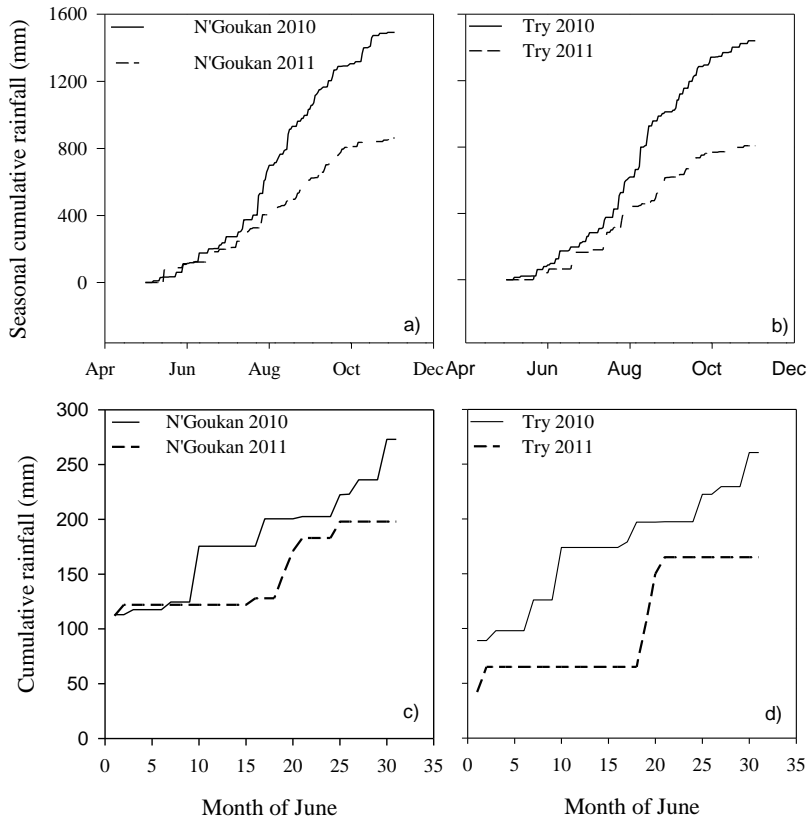 Seasonal cumulative rainfall (mm)
1600
1200
800
400
0
N'Goukan 2010
N'Goukan 2011
a)
Apr Jun Aug Oct Dec
Try 2010
Try 2011
b)
Apr Jun Aug Oct Dec
Cumulative rainfall (mm)
300
250
200
150
100
50
0
N'Goukan 2010
N'Goukan 2011
c)
0 5 10 15 20 25 30 35
Month of June
Try 2010
Try 2011
d)
0 5 10 15 20 25 30 35
Month of June